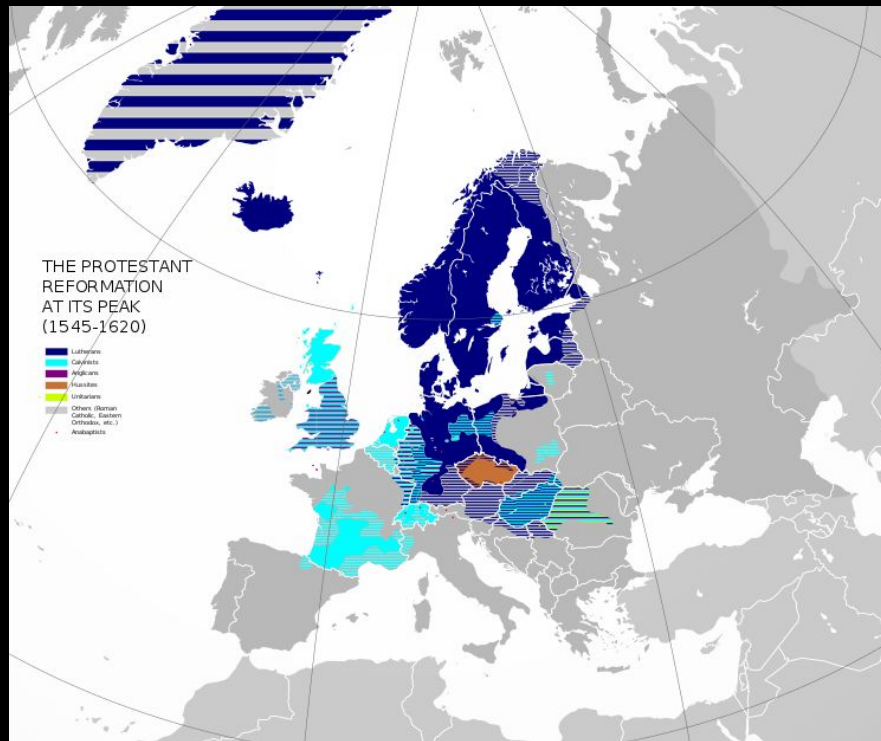 THE PROTESTANT
REFORMATION
AT ITS PEAK
(1545-1620)
Lutherans
Calvinists
Anglicans
Hussites
Unitarians
Others (Roman
Catholic, Eastern
Orthodox, etc.)
Anabaptists